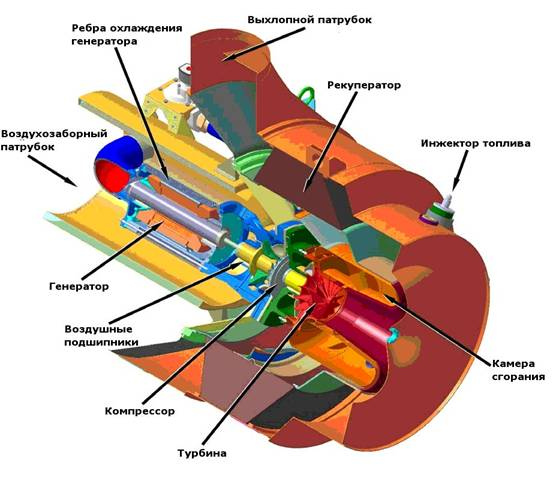 Выхлопной патрубок
Ребра охлаждения
генератора
Рекуператор
Воздухозаборный
патрубок
Инжектор топлива
Генератор
Воздушные
подшипники
Камера
сгорания
Компрессор
Турбина